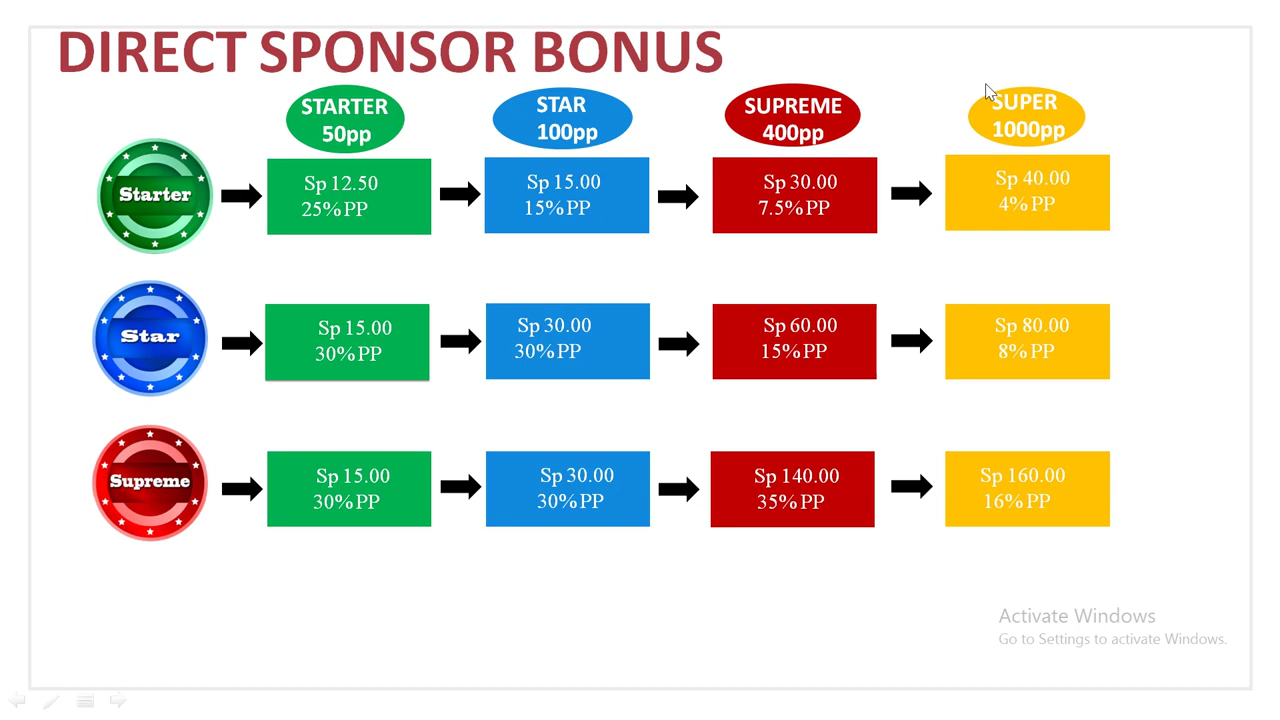 DIRECT SPONSOR BONUS
STARTER
50pp
STAR
100pp
SUPREME
400pp
SUPER
1000pp
Starter
Sp 12.50
25% PP
Sp 15.00
15% PP
Sp 30.00
7.5% PP
Sp 40.00
4% PP
Star
Sp 15.00
30% PP
Sp 30.00
30% PP
Sp 60.00
15% PP
Sp 80.00
8% PP
Supreme
Sp 15.00
30% PP
Sp 30.00
30% PP
Sp 140.00
35% PP
Sp 160.00
16% PP
Activate Windows
Go to Settings to activate Windows.